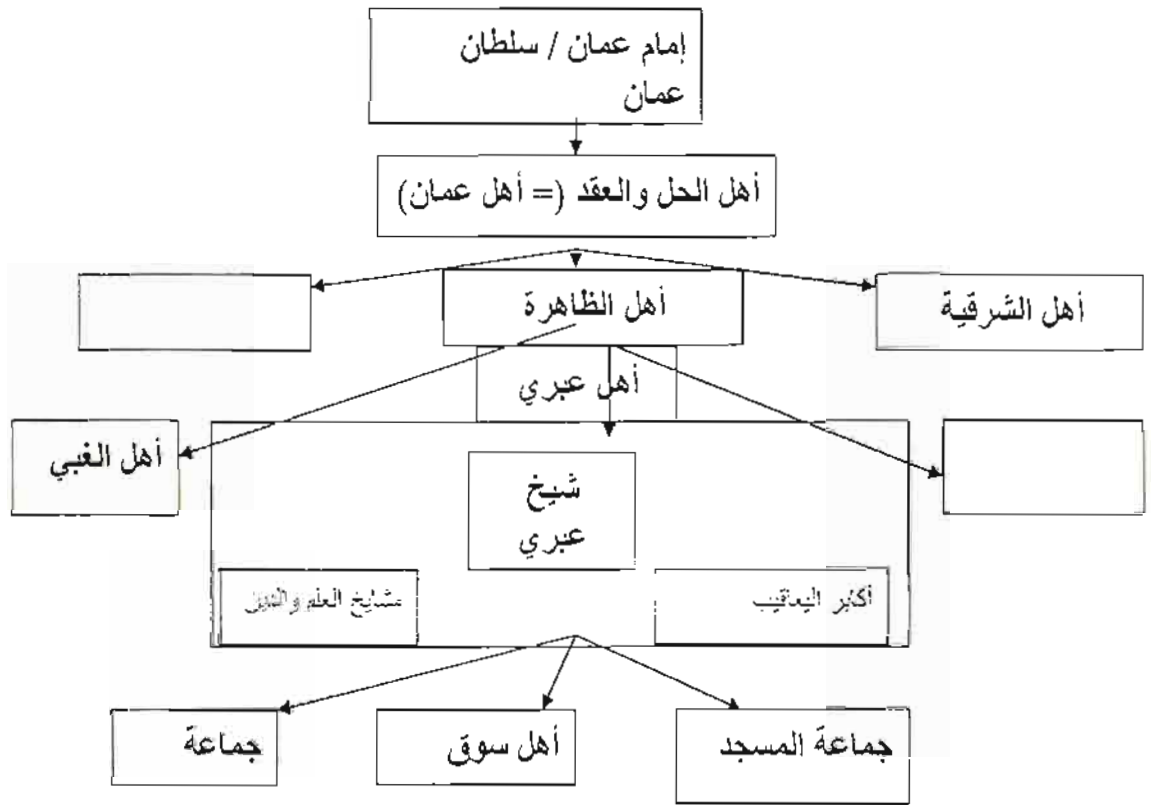 إمام عمان / سلطان
عمان
أهل الحل والعقد (= أهل عمان)
أهل الشرقية
أهل الظاهرة
أهل عبري
أهل الغبي
شيخ
عبري
أكابر اليعاقيب
مشايخ العلم والدين
جماعة المسجد
أهل سوق
جماعة